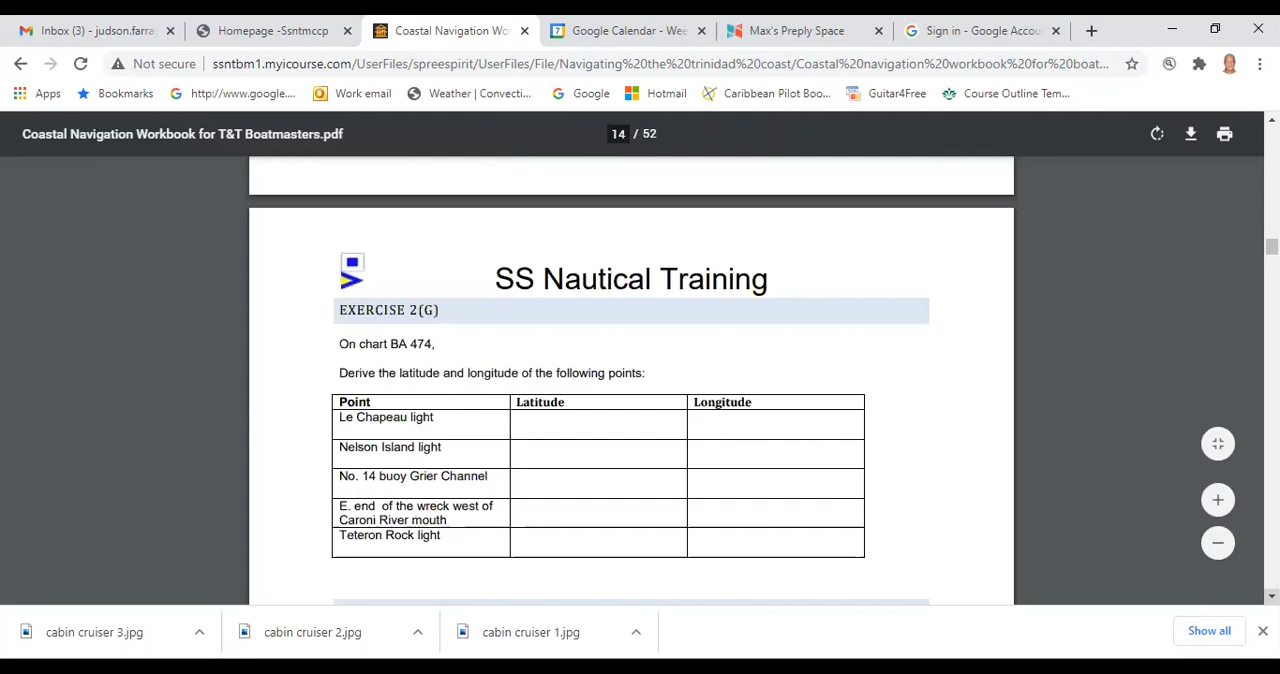 Inbox (3) - judson.farra
Homepage -Ssntmccp
Coastal Navigation Wo
7
Google Calendar - Wee
Max's Preply Space
Sign in - Google Accou
Not secure
ssntbm1.myicourse.com/UserFiles/spreespirit/UserFiles/File/Navigating%20the%20trinidad%20coast/Coastal%20navigation%20workbook%20for%20boat...
Apps
Bookmarks
http://www.google....
Work email
Weather | Convecti...
Google
Hotmail
Caribbean Pilot Boo...
Guitar4Free
Course Outline Tem...
Coastal Navigation Workbook for T&T Boatmasters.pdf
14 / 52
SS Nautical Training
EXERCISE 2(G)
On chart BA 474,
Derive the latitude and longitude of the following points:
Point Latitude Longitude
Le Chapeau light
Nelson Island light
No. 14 buoy Grier Channel
E. end of the wreck west of
Caroni River mouth
Teteron Rock light
cabin cruiser 3.jpg
cabin cruiser 2.jpg
cabin cruiser 1.jpg
Show all